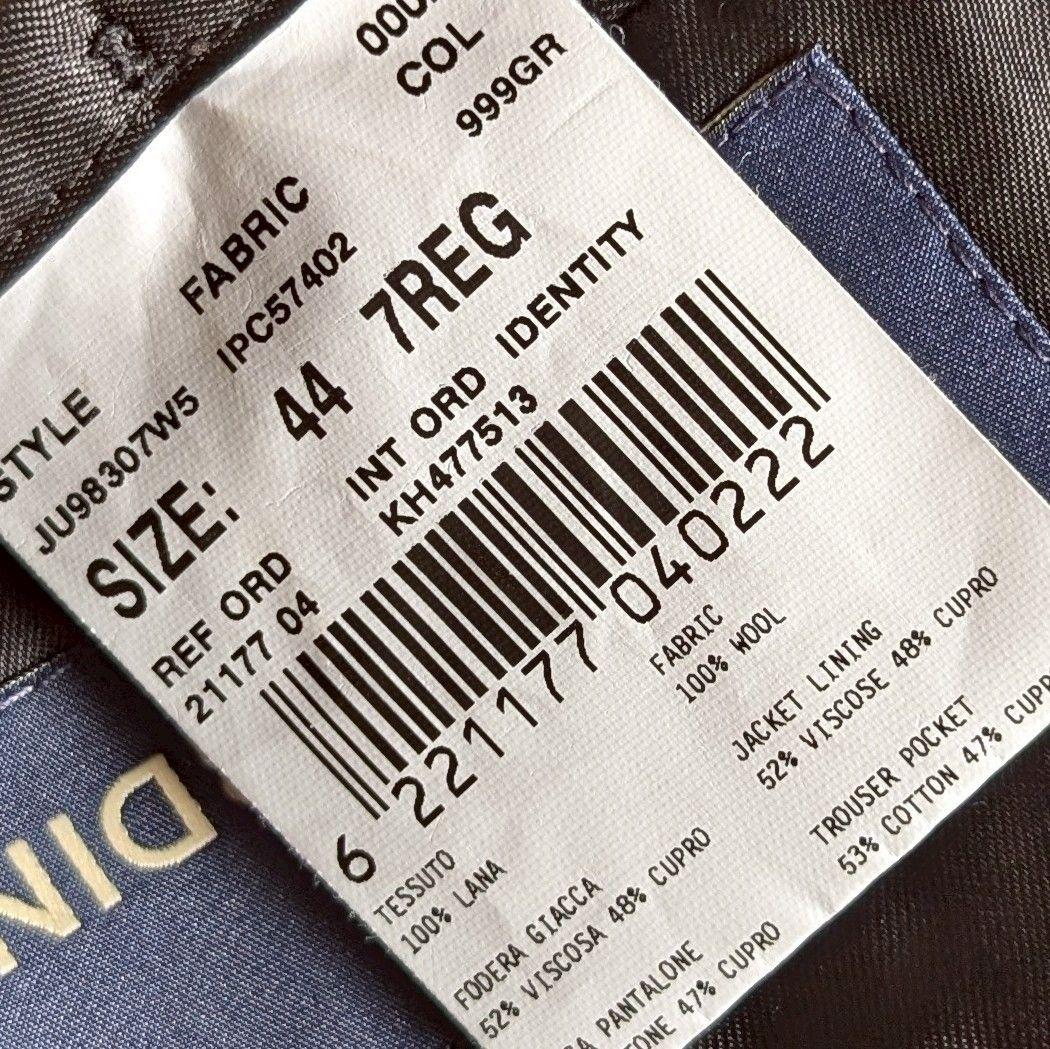 COL
999GR
STYLE
FABRIC
JU98307W5
IPC57402
SIZE:
44
7REG
REF ORD
INT ORD
IDENTITY
21177 04
KH477513
6 221177 040222
TESSUTO
100% LANA
FODERA GIACCA
52% VISCOSA 48% CUPRO
PANTALONE
47% CUPRO
FABRIC
100% WOOL
JACKET LINING
52% VISCOSE 48% CUPRO
TROUSER POCKET
53% COTTON 47%